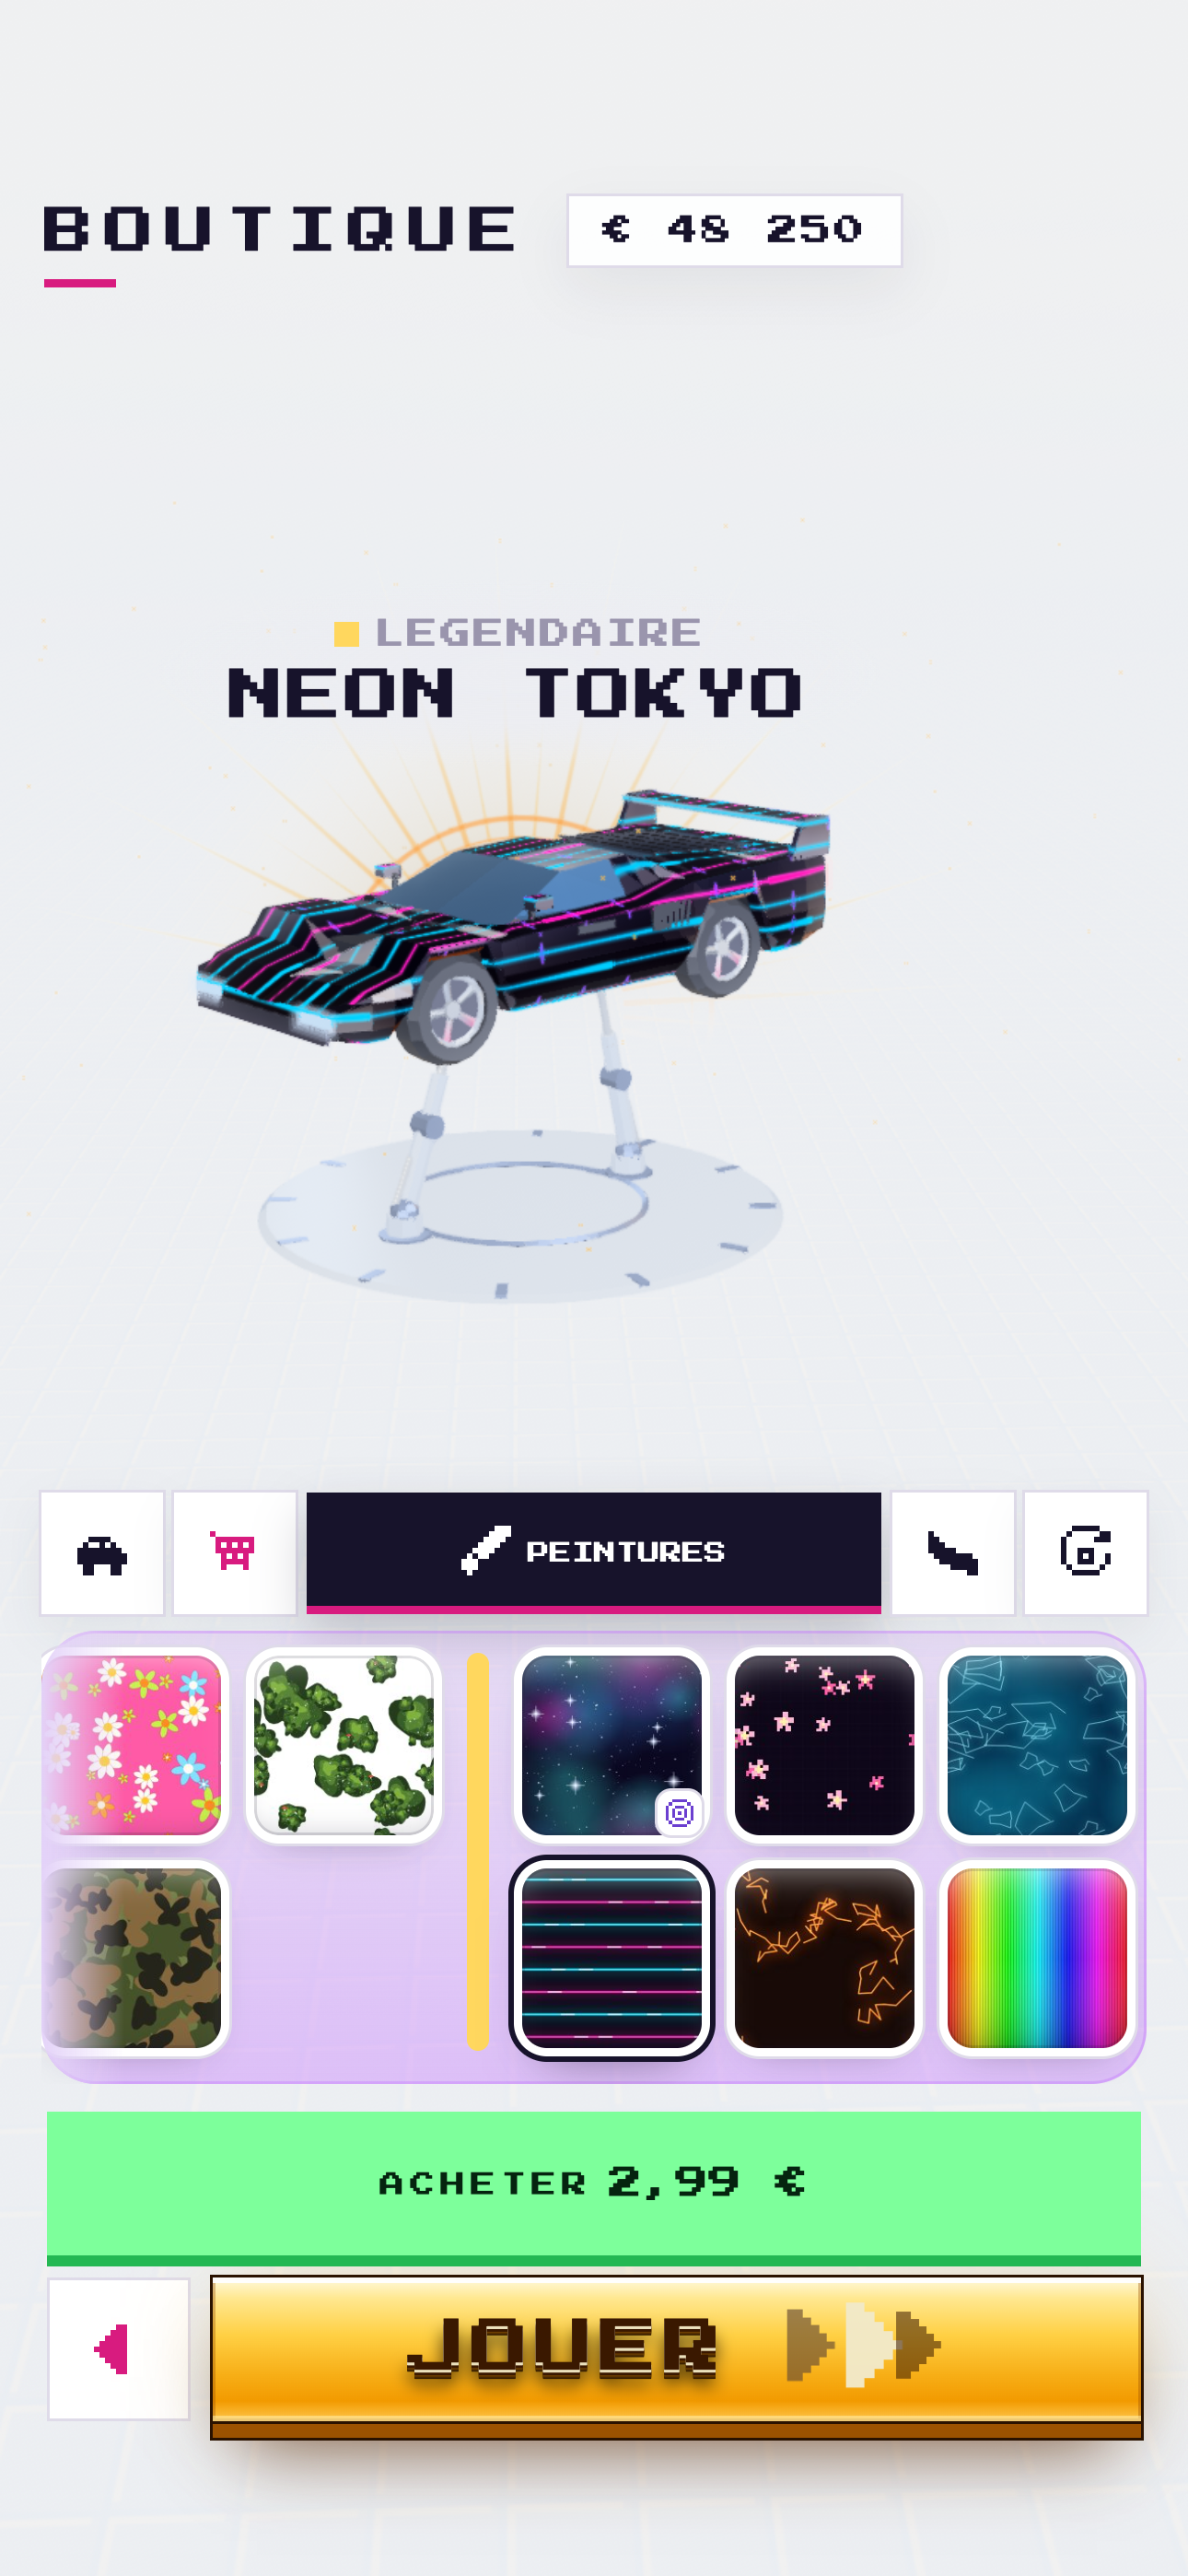 BOUTIQUE
€ 48 250
LEGENDAIRE
NEON TOKYO
PEINTURES
ACHETER 2,99 €
JOUER